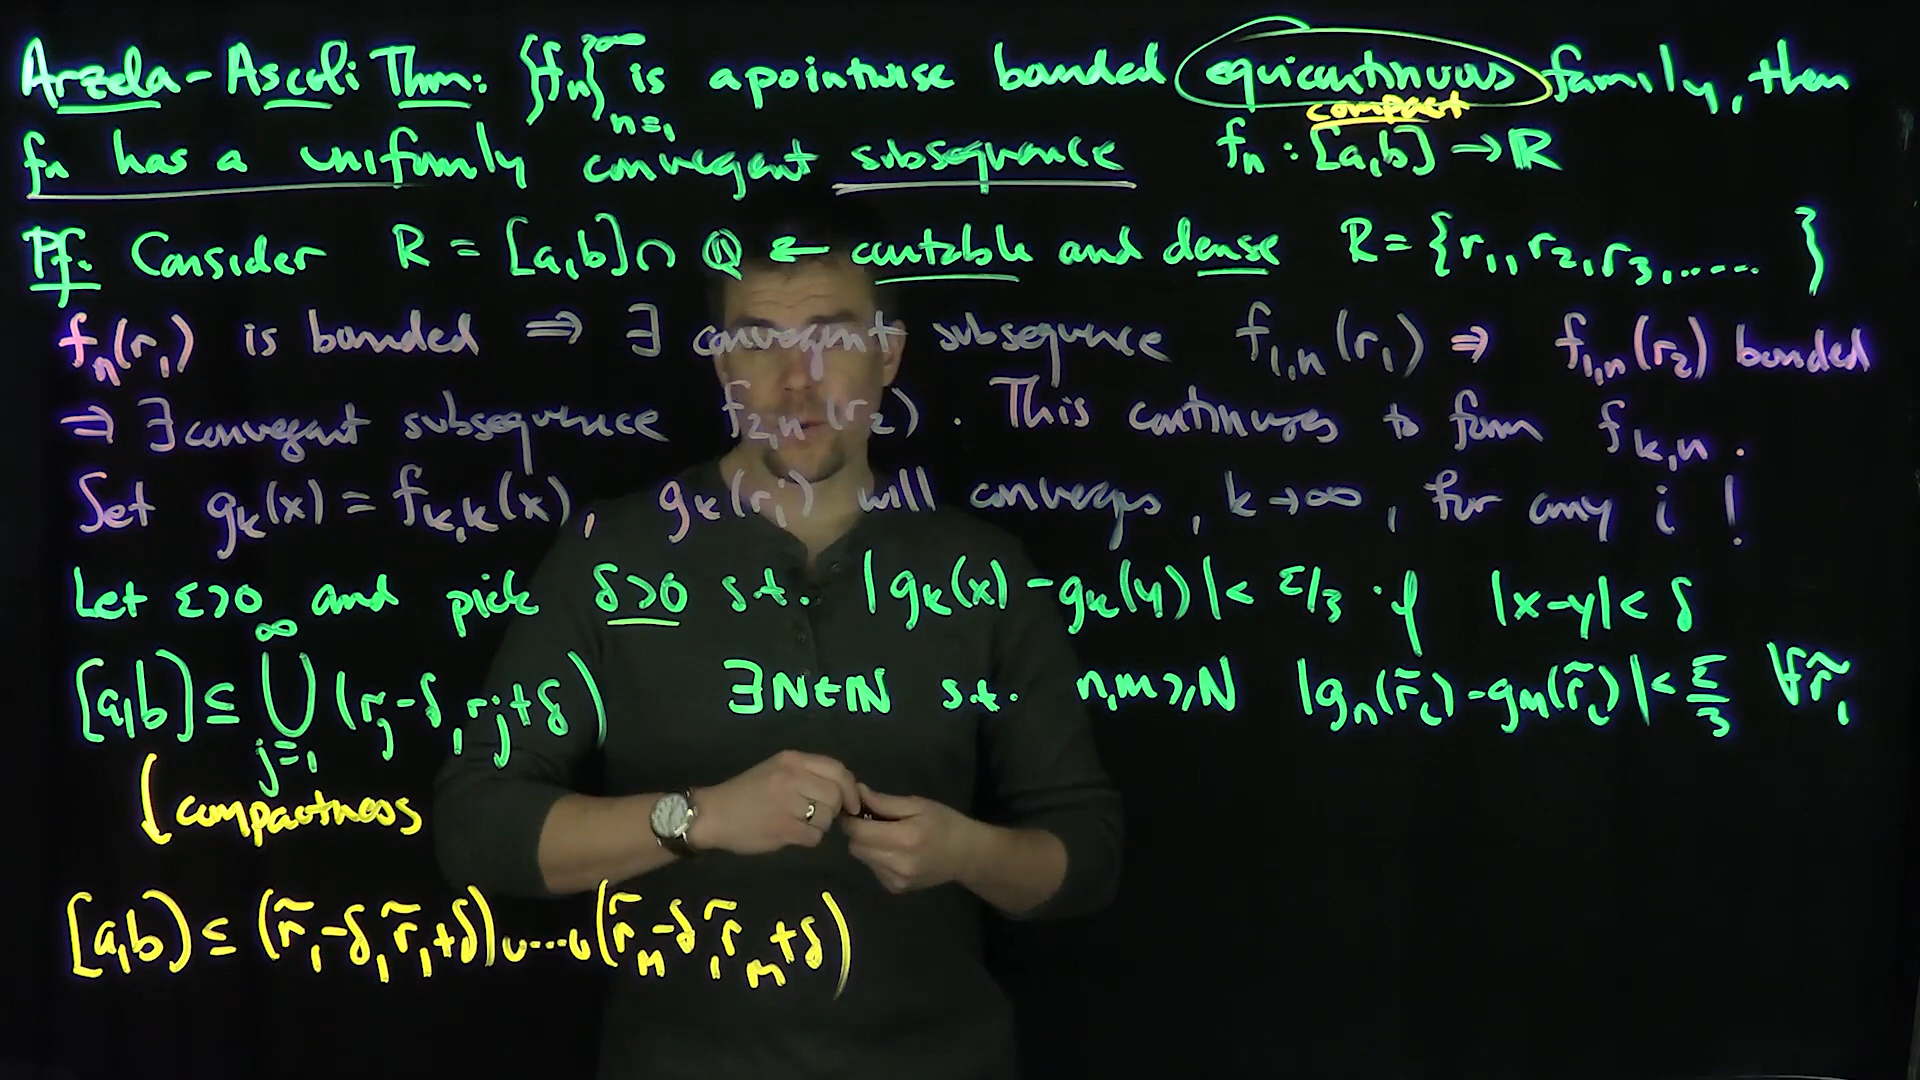 Arzela-Ascoli Thm: {fn}_{n=1}^∞ is a pointwise bounded equicontinuous family, then
compact
fn has a uniformly convergent subsequence fn : [a,b] → ℝ
Pf: Consider R = [a,b] ∩ ℚ ← countable and dense R = {r1, r2, r3, ..... }
fn(r1) is bounded ⇒ ∃ convergent subsequence f1,n(r1) ⇒ f1,n(r2) bounded
⇒ ∃ convergent subsequence f2,n(r2). This continues to form fk,n.
Set gk(x) = fk,k(x), gk(ri) will converges, k→∞, for any i !
Let ε>0 and pick δ>0 s.t. |gk(x) - gk(y)| < ε/3 if |x-y| < δ
[a,b] ⊆ ⋃_{j=1}^∞ (rj-δ, rj+δ) ∃N∈ℕ s.t. n,m ≥ N |gn(r̃i) - gm(r̃i)| < ε/3 ∀ r̃i
compactness
[a,b] ⊆ (r̃1-δ, r̃1+δ) ∪ ... ∪ (r̃M-δ, r̃M+δ)